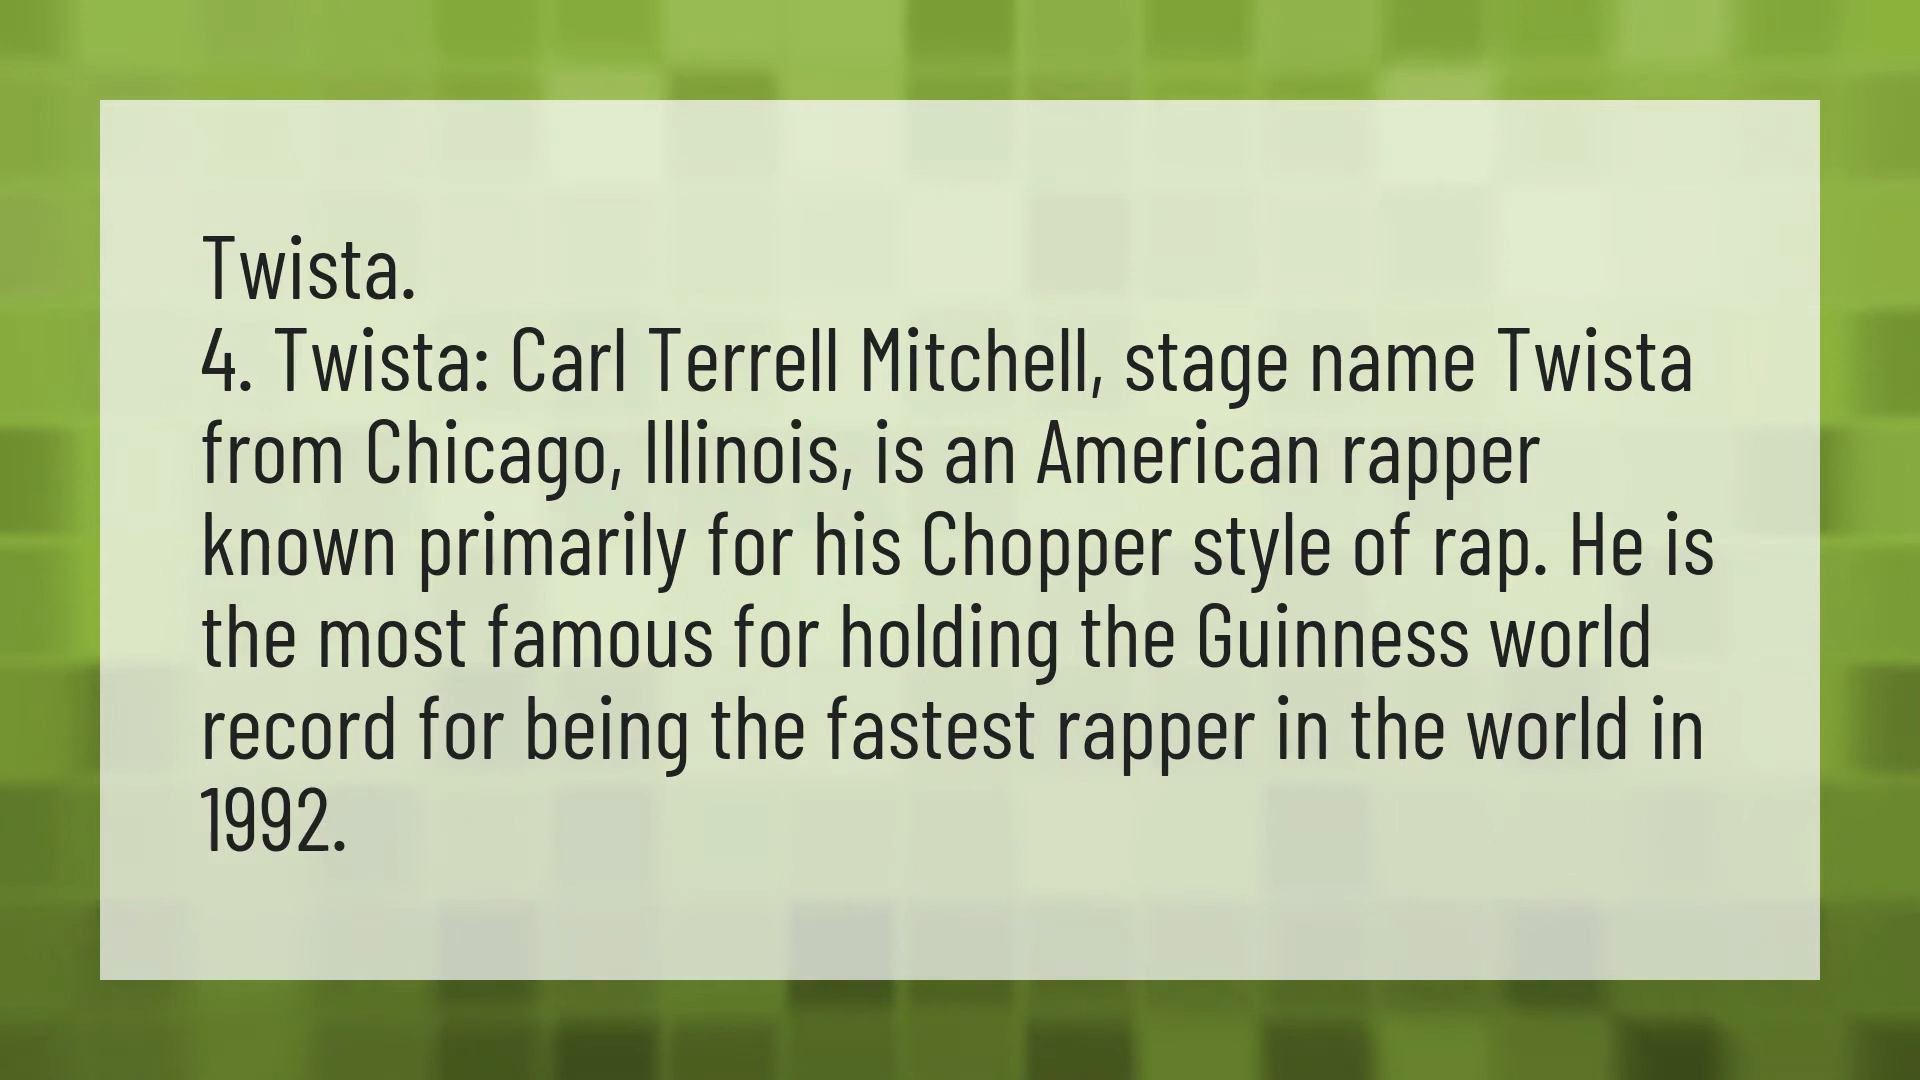 Twista.
4. Twista: Carl Terrell Mitchell, stage name Twista
from Chicago, Illinois, is an American rapper
known primarily for his Chopper style of rap. He is
the most famous for holding the Guinness world
record for being the fastest rapper in the world in
1992.